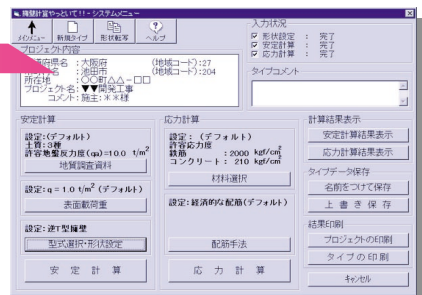 擁壁計算やっといて!! - システムメニュー
メインメニュー 新規タイプ 形状転写 ヘルプ
プロジェクト内容
県名 : 大阪府 (地域コード):27
名 : 池田市 (地域コード):204
所在地 : 〇〇町△△-□□
プロジェクト名: ▼▼開発工事
コメント: 施主:**様
入力状況
形状設定 : 完了
安定計算 : 完了
応力計算 : 完了
タイプコメント
安定計算
設定:(デフォルト)
土質:3種
許容地盤反力度(qa)=10.0 t/m²
地質調査資料
設定:q = 1.0 t/m² (デフォルト)
表面載荷重
設定:逆T型擁壁
型式選択・形状設定
安 定 計 算
応力計算
設定: (デフォルト)
許容応力度
鉄筋 : 2000 kgf/cm²
コンクリート : 210 kgf/cm²
材料選択
設定:経済的な配筋(デフォルト)
配筋手法
応 力 計 算
計算結果表示
安定計算結果表示
応力計算結果表示
タイプデータ保存
名前をつけて保存
上 書 き 保 存
結果印刷
プロジェクトの印刷
タ イ プ の 印 刷
キャンセル